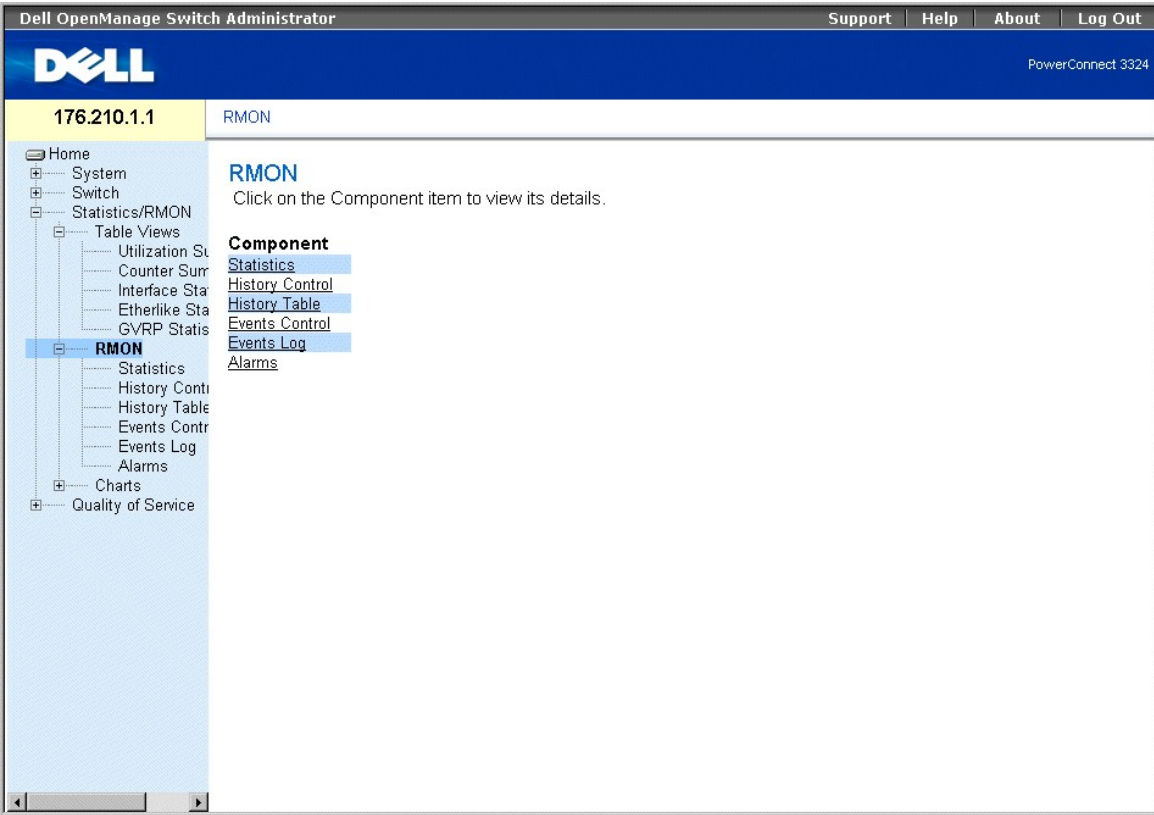 Dell OpenManage Switch Administrator Support Help About Log Out
DELL
PowerConnect 3324
176.210.1.1
RMON
Home
System
Switch
Statistics/RMON
Table Views
Utilization Su
Counter Sum
Interface Sta
Etherlike Sta
GVRP Statis
RMON
Statistics
History Contr
History Table
Events Contr
Events Log
Alarms
Charts
Quality of Service
RMON
Click on the Component item to view its details.
Component
Statistics
History Control
History Table
Events Control
Events Log
Alarms